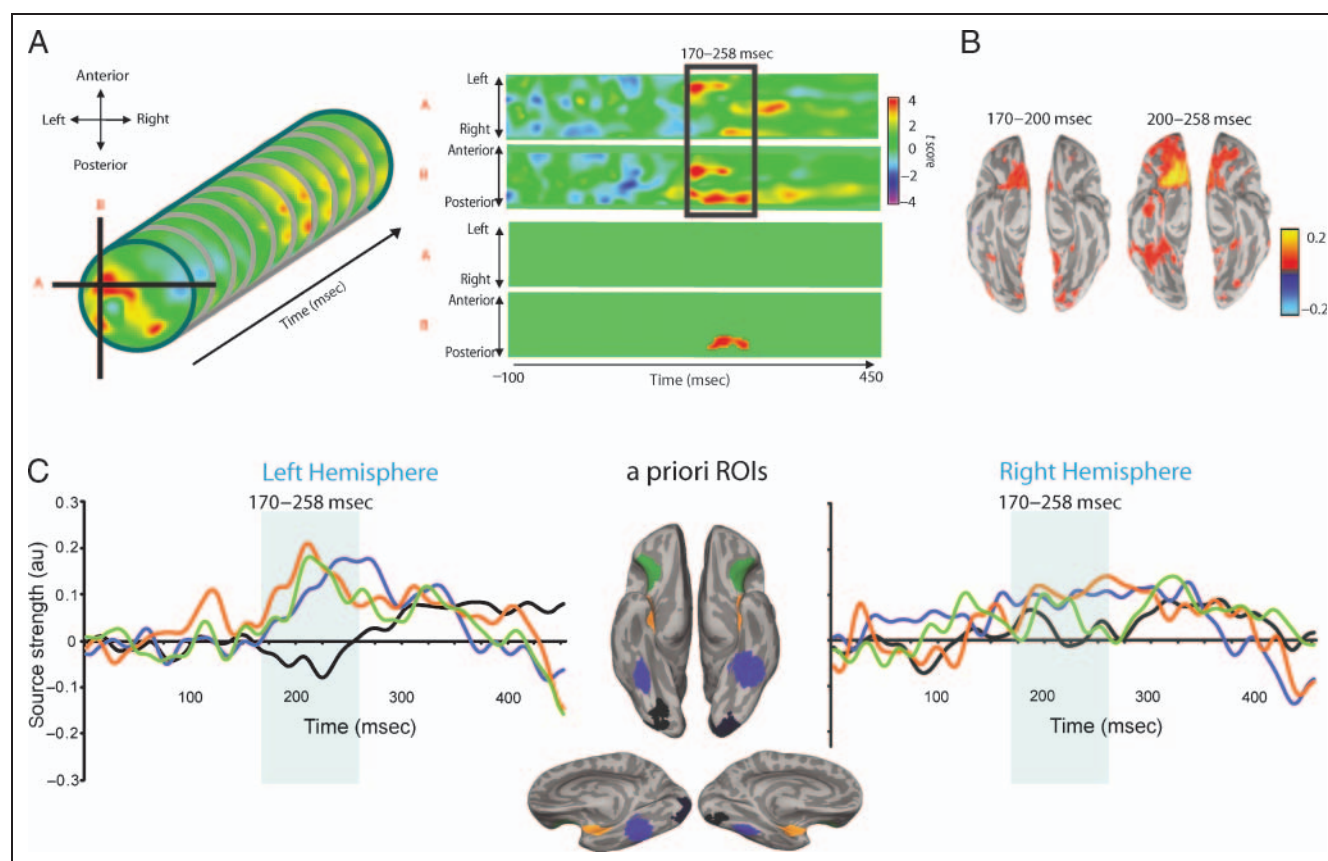 A
Anterior
Left
Right
Posterior
B
A
Time (msec)
170–258 msec
Left
A
Right
Anterior
B
Posterior
Left
A
Right
Anterior
B
Posterior
−100
Time (msec)
450
4
2
0
−2
−4
t score
B
170–200 msec
200–258 msec
0.2
−0.2
C
Left Hemisphere
170–258 msec
0.3
0.2
0.1
0
−0.1
−0.2
−0.3
Source strength (au)
100
200
300
400
Time (msec)
a priori ROIs
Right Hemisphere
170–258 msec
100
200
300
400
Time (msec)